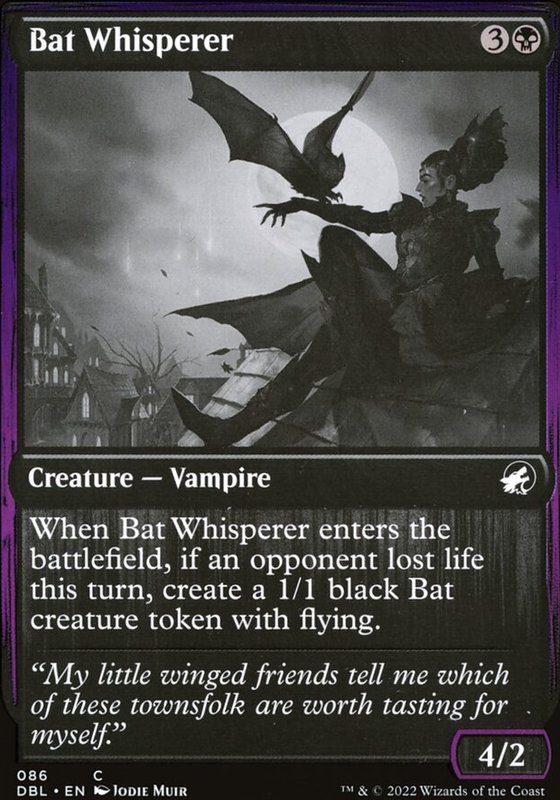 Bat Whisperer
3
Creature — Vampire
When Bat Whisperer enters the
battlefield, if an opponent lost life
this turn, create a 1/1 black Bat
creature token with flying.
“My little winged friends tell me which
of these townsfolk are worth tasting for
myself.”
4/2
086 C
DBL • EN Jodie Muir
™ & © 2022 Wizards of the Coast